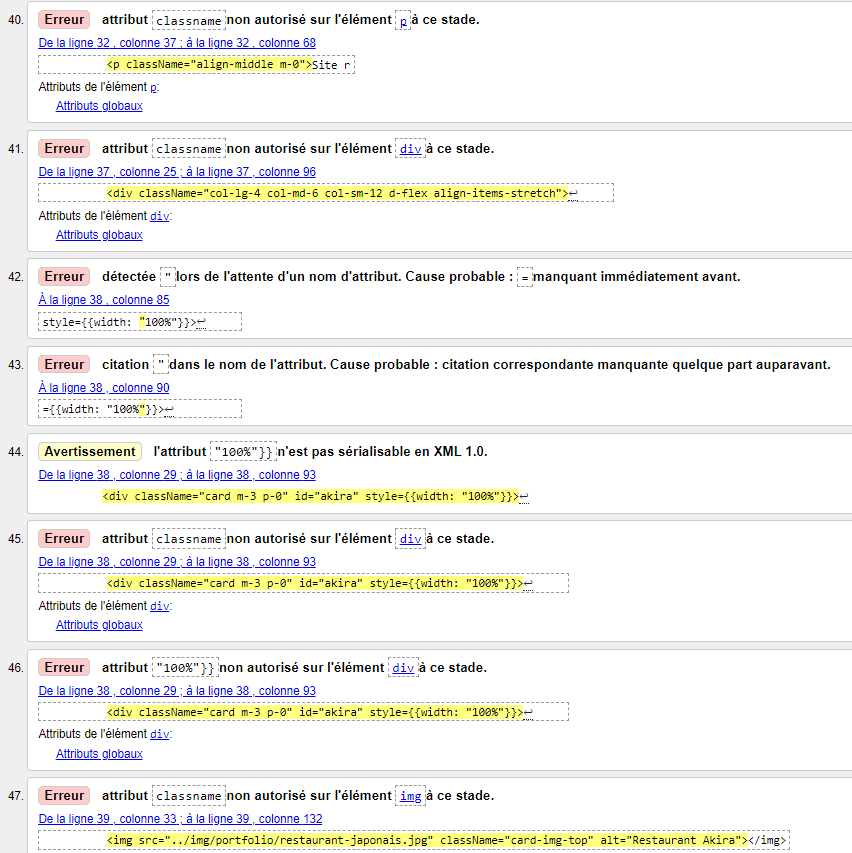 40. Erreur attribut classname non autorisé sur l'élément p à ce stade.
De la ligne 32 , colonne 37 ; à la ligne 32 , colonne 68
<p className="align-middle m-0">Site r
Attributs de l'élément p:
Attributs globaux
41. Erreur attribut classname non autorisé sur l'élément div à ce stade.
De la ligne 37 , colonne 25 ; à la ligne 37 , colonne 96
<div className="col-lg-4 col-md-6 col-sm-12 d-flex align-items-stretch">↩
Attributs de l'élément div:
Attributs globaux
42. Erreur détectée " lors de l'attente d'un nom d'attribut. Cause probable : = manquant immédiatement avant.
À la ligne 38 , colonne 85
style={{width: "100%"}}>↩
43. Erreur citation " dans le nom de l'attribut. Cause probable : citation correspondante manquante quelque part auparavant.
À la ligne 38 , colonne 90
={{width: "100%"}}>↩
44. Avertissement l'attribut "100%"}} n'est pas sérialisable en XML 1.0.
De la ligne 38 , colonne 29 ; à la ligne 38 , colonne 93
<div className="card m-3 p-0" id="akira" style={{width: "100%"}}>↩
45. Erreur attribut classname non autorisé sur l'élément div à ce stade.
De la ligne 38 , colonne 29 ; à la ligne 38 , colonne 93
<div className="card m-3 p-0" id="akira" style={{width: "100%"}}>↩
Attributs de l'élément div:
Attributs globaux
46. Erreur attribut "100%"}} non autorisé sur l'élément div à ce stade.
De la ligne 38 , colonne 29 ; à la ligne 38 , colonne 93
<div className="card m-3 p-0" id="akira" style={{width: "100%"}}>↩
Attributs de l'élément div:
Attributs globaux
47. Erreur attribut classname non autorisé sur l'élément img à ce stade.
De la ligne 39 , colonne 33 ; à la ligne 39 , colonne 132
<img src="../img/portfolio/restaurant-japonais.jpg" className="card-img-top" alt="Restaurant Akira"></img>